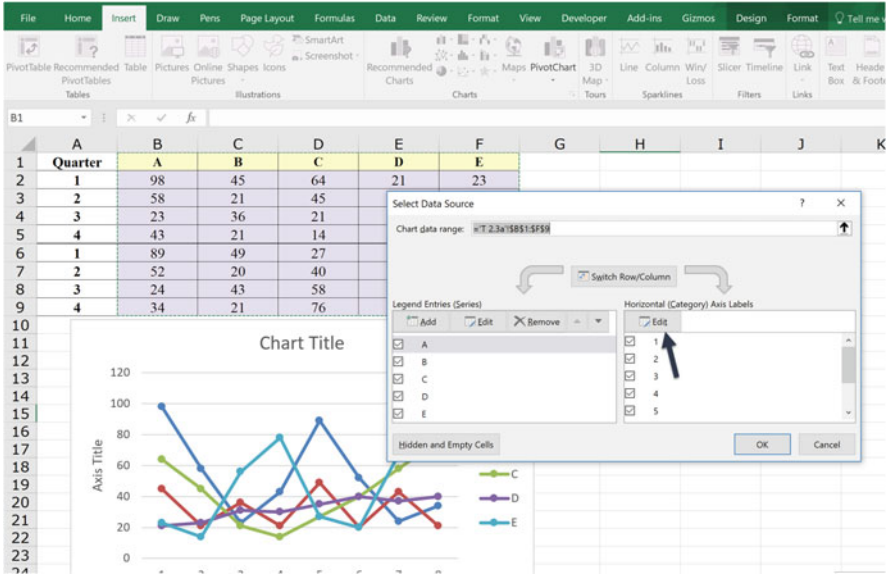 File Home Insert Draw Pens Page Layout Formulas Data Review Format View Developer Add-ins Gizmos Design Format Tell me
SmartArt
Screenshot
PivotTable Recommended Table Pictures Online Shapes Icons Recommended Maps PivotChart 3D Line Column Win/ Slicer Timeline Link Text Heade
PivotTables Pictures Charts Map Loss Box & Foote
Tables Illustrations Charts Tours Sparklines Filters Links
B1 fx
A B C D E F G H I J K
1 Quarter A B C D E
2 1 98 45 64 21 23
3 2 58 21 45
4 3 23 36 21
5 4 43 21 14
6 1 89 49 27
7 2 52 20 40
8 3 24 43 58
9 4 34 21 76
10
11
12
13
14
15
16
17
18
19
20
21
22
23
24
Select Data Source ? ×
Chart data range: ='T 2.3a'!$B$1:$F$9
Switch Row/Column
Legend Entries (Series) Horizontal (Category) Axis Labels
Add Edit Remove Edit
A 1
B 2
C 3
D 4
E 5
Hidden and Empty Cells OK Cancel
Chart Title
Axis Title
120
100
80
60
40
20
0
C
D
E